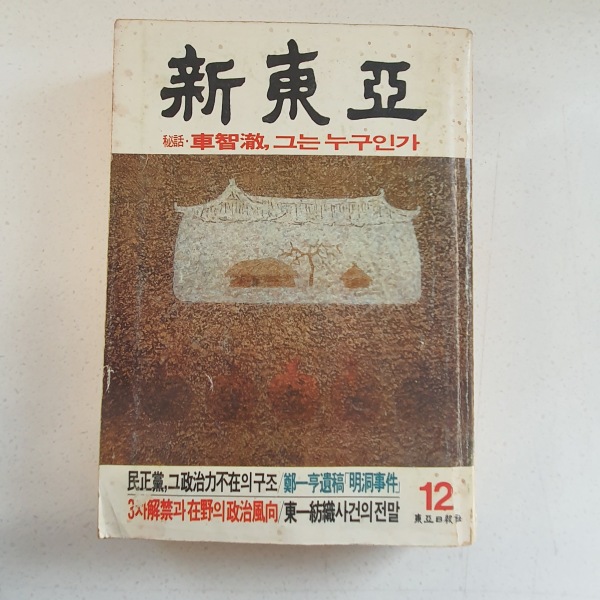 新東亞
秘話·車智澈, 그는 누구인가
民正黨, 그 政治力不在의 구조/鄭一亨遺稿「明洞事件」
3차解禁과 在野의 政治風向/東一紡織사건의 전말
12
東亞日報社